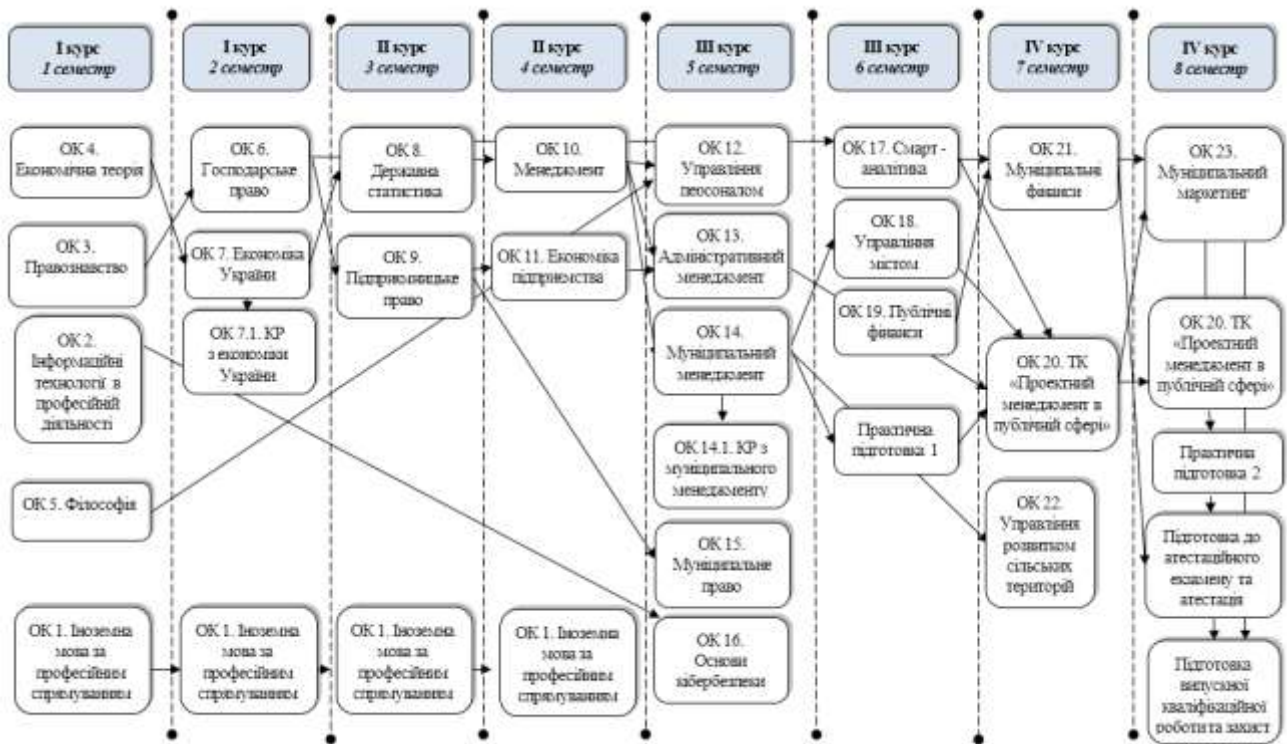 І курс
1 семестр
І курс
2 семестр
ІІ курс
3 семестр
ІІ курс
4 семестр
ІІІ курс
5 семестр
ІІІ курс
6 семестр
ІV курс
7 семестр
ІV курс
8 семестр
ОК 4.
Економічна теорія
ОК 3.
Правознавство
ОК 2.
Інформаційні
технології в
професійній
діяльності
ОК 5. Філософія
ОК 1. Іноземна
мова за
професійним
спрямуванням
ОК 6.
Господарське
право
ОК 7. Економіка
України
ОК 7.1. КР
з економіки
України
ОК 1. Іноземна
мова за
професійним
спрямуванням
ОК 8.
Державна
статистика
ОК 9.
Підприємницьке
право
ОК 1. Іноземна
мова за
професійним
спрямуванням
ОК 10.
Менеджмент
ОК 11. Економіка
підприємства
ОК 1. Іноземна
мова за
професійним
спрямуванням
ОК 12.
Управління
пеосоналом
ОК 13.
Адміністративний
менеджмент
ОК 14.
Муніципальний
менеджмент
ОК 14.1. КР з
муніципального
менеджменту
ОК 15.
Муніципальне
право
ОК 16.
Основи
кібербезпеки
ОК 17. Смарт -
аналітика
ОК 18.
Управління
містом
ОК 19. Публічні
фінанси
Практична
підготовка 1
ОК 21.
Муніципальні
фінанси
ОК 20. ТК
«Проектний
менеджмент в
публічній сфері»
ОК 22.
Управління
розвитком
сільських
територій
ОК 23.
Муніципальний
маркетинг
ОК 20. ТК
«Проектний
менеджмент в
публічній сфері»
Практична
підготовка 2
Підготовка до
атестаційного
екзамену та
атестація
Підготовка
випускної
кваліфікаційної
роботи та захист